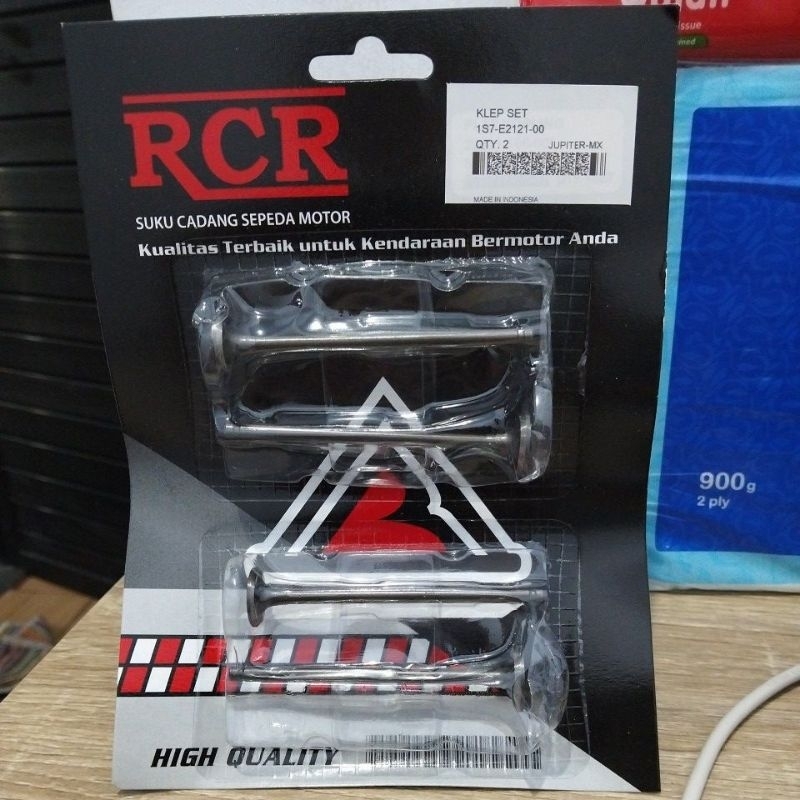 RCR
SUKU CADANG SEPEDA MOTOR
Kualitas Terbaik untuk Kendaraan Bermotor Anda
KLEP SET
1S7-E2121-00
QTY. 2 JUPITER-MX
MADE IN INDONESIA
HIGH QUALITY
900g
2 ply